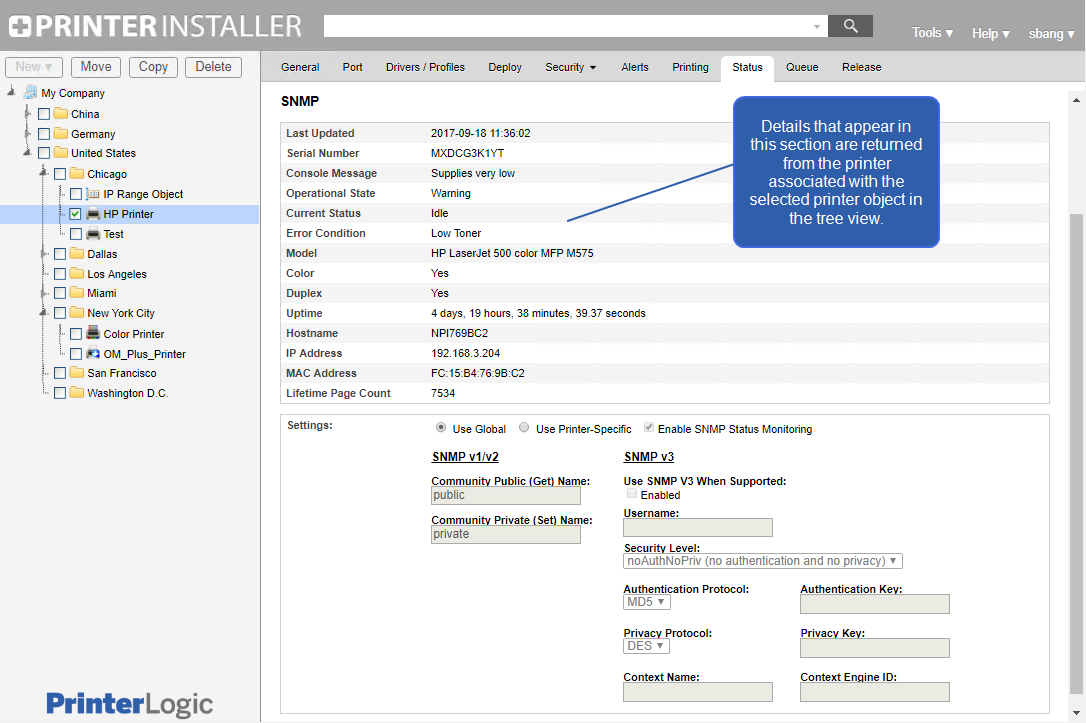 PRINTER INSTALLER
Tools ▾ Help ▾ sbang ▾
New ▾ Move Copy Delete
General Port Drivers / Profiles Deploy Security ▾ Alerts Printing Status Queue Release
My Company
China
Germany
United States
Chicago
IP Range Object
HP Printer
Test
Dallas
Los Angeles
Miami
New York City
Color Printer
OM_Plus_Printer
San Francisco
Washington D.C.
PrinterLogic
SNMP
Last Updated 2017-09-18 11:36:02
Serial Number MXDCG3K1YT
Console Message Supplies very low
Operational State Warning
Current Status Idle
Error Condition Low Toner
Model HP LaserJet 500 color MFP M575
Color Yes
Duplex Yes
Uptime 4 days, 19 hours, 38 minutes, 39.37 seconds
Hostname NPI769BC2
IP Address 192.168.3.204
MAC Address FC:15:B4:76:9B:C2
Lifetime Page Count 7534
Details that appear in
this section are returned
from the printer
associated with the
selected printer object in
the tree view.
Settings: Use Global Use Printer-Specific Enable SNMP Status Monitoring
SNMP v1/v2
Community Public (Get) Name:
public
Community Private (Set) Name:
private
SNMP v3
Use SNMP V3 When Supported:
Enabled
Username:
Security Level:
noAuthNoPriv (no authentication and no privacy) ▾
Authentication Protocol: Authentication Key:
MD5 ▾
Privacy Protocol: Privacy Key:
DES ▾
Context Name: Context Engine ID: